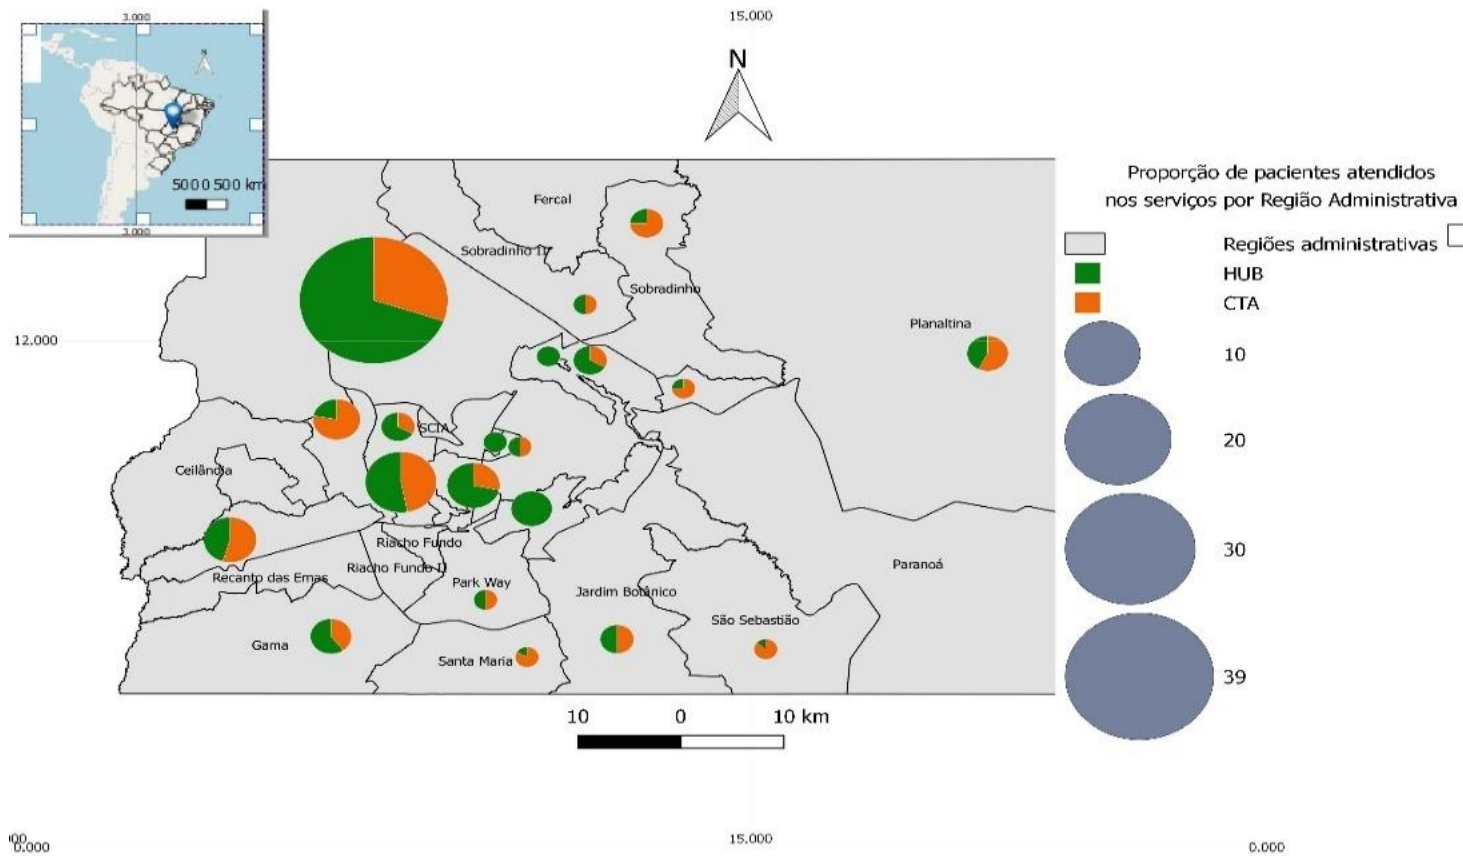 3.000
15.000
N
N
5000 500 km
3.000
Proporção de pacientes atendidos
nos serviços por Região Administrativa
Regiões administrativas
HUB
CTA
10
20
30
39
Fercal
Sobradinho II
Sobradinho
Planaltina
12.000
SCIA
Ceilândia
Riacho Fundo
Riacho Fundo II
Recanto das Emas
Park Way
Jardim Botânico
Paranoá
São Sebastião
Gama
Santa Maria
10 0 10 km
15.000
0.000
0.000